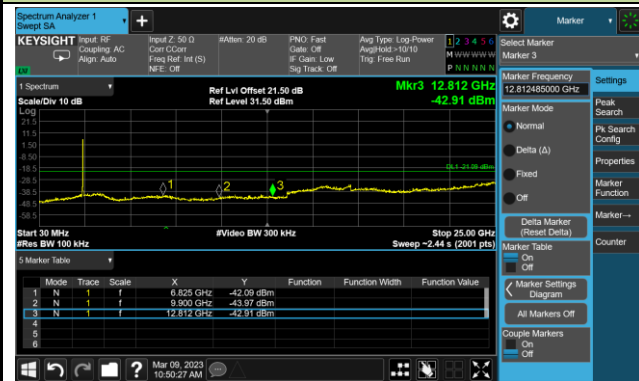 Spectrum Analyzer 1
Swept SA
Marker
KEYSIGHT
Input: RF
Coupling: AC
Align: Auto
Input Z: 50 Ω
Corr CCorr
Freq Ref: Int (S)
NFE: Off
#Atten: 20 dB
PNO: Fast
Gate: Off
IF Gain: Low
Sig Track: Off
Avg Type: Log-Power
Avg|Hold:>10/10
Trig: Free Run
1 2 3 4 5 6
M W W W W W
P N N N N N
LW
Select Marker
Marker 3
1 Spectrum
Scale/Div 10 dB
Log
Ref Lvl Offset 21.50 dB
Ref Level 31.50 dBm
Mkr3 12.812 GHz
-42.91 dBm
21.5
11.5
1.50
-8.50
-18.5
-28.5
-38.5
-48.5
-58.5
DL1 -21.09 dBm
1
2
3
Start 30 MHz
#Res BW 100 kHz
#Video BW 300 kHz
Stop 25.00 GHz
Sweep ~2.44 s (2001 pts)
5 Marker Table
Mode Trace Scale X Y Function Function Width Function Value
1 N 1 f 6.825 GHz -42.09 dBm
2 N 1 f 9.900 GHz -43.97 dBm
3 N 1 f 12.812 GHz -42.91 dBm
4
5
6
Marker Frequency
12.812485000 GHz
Marker Mode
Normal
Delta (Δ)
Fixed
Off
Delta Marker
(Reset Delta)
Marker Table
On
Off
Marker Settings
Diagram
All Markers Off
Couple Markers
On
Off
Settings
Peak
Search
Pk Search
Config
Properties
Marker
Function
Marker→
Counter
Mar 09, 2023
10:50:27 AM